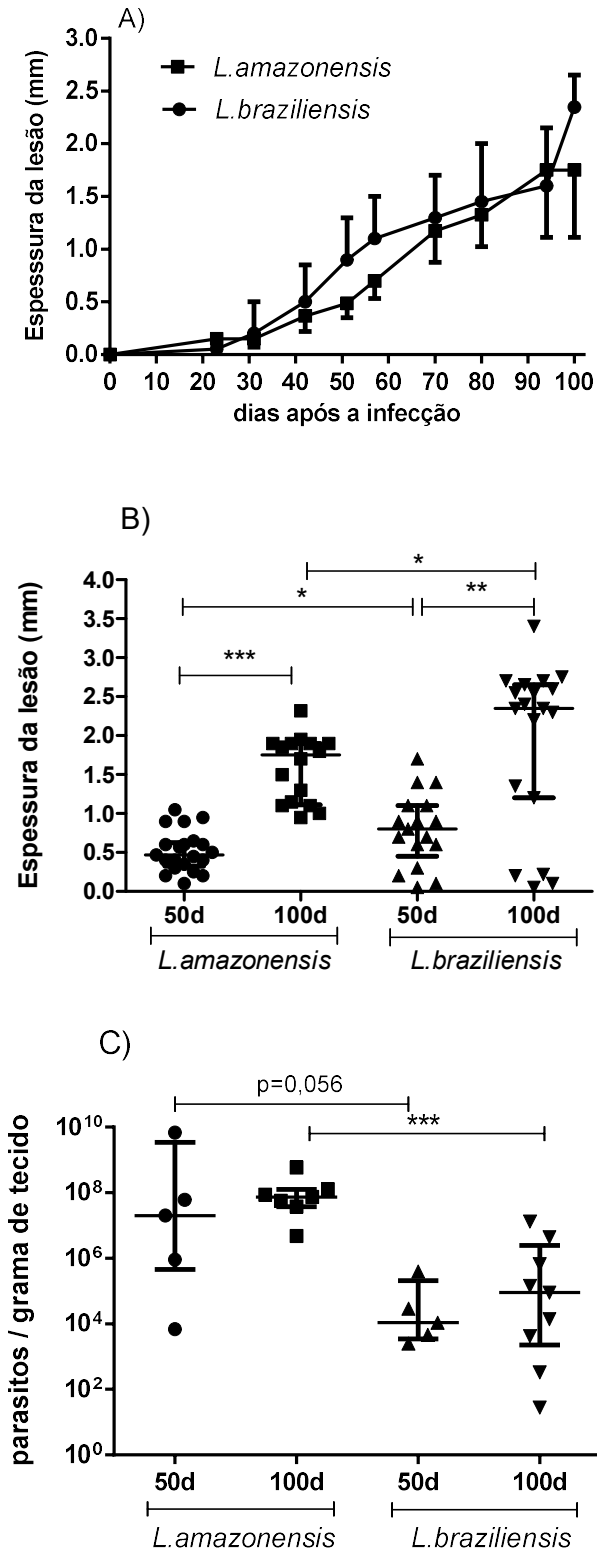 A)
Espesssura da lesão (mm)
3.0
2.5
2.0
1.5
1.0
0.5
0.0
L.amazonensis
L.braziliensis
0 10 20 30 40 50 60 70 80 90 100
dias após a infecção
B)
Espessura da lesão (mm)
4.0
3.5
3.0
2.5
2.0
1.5
1.0
0.5
0.0
*
* **
***
50d 100d 50d 100d
L.amazonensis L.braziliensis
C)
parasitos / grama de tecido
p=0,056
***
10¹⁰
10⁸
10⁶
10⁴
10²
10⁰
50d 100d 50d 100d
L.amazonensis L.braziliensis